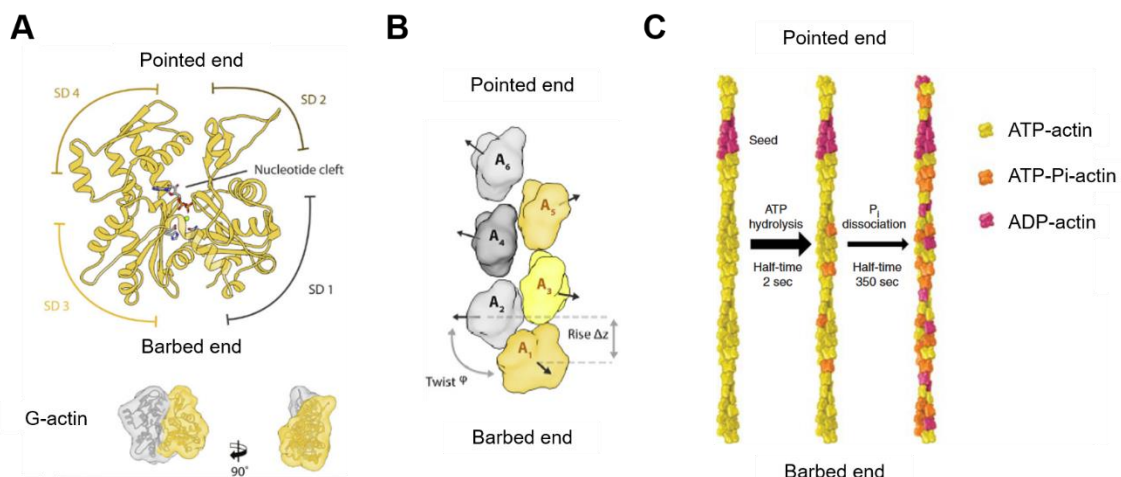 A
Pointed end
SD 4
SD 2
Nucleotide cleft
SD 3
SD 1
Barbed end
G-actin
90°
B
Pointed end
A6
A5
A4
A3
A2
Rise Δz
A1
Twist φ
Barbed end
C
Pointed end
Seed
ATP
hydrolysis
Half-time
2 sec
Pi
dissociation
Half-time
350 sec
ATP-actin
ATP-Pi-actin
ADP-actin
Barbed end